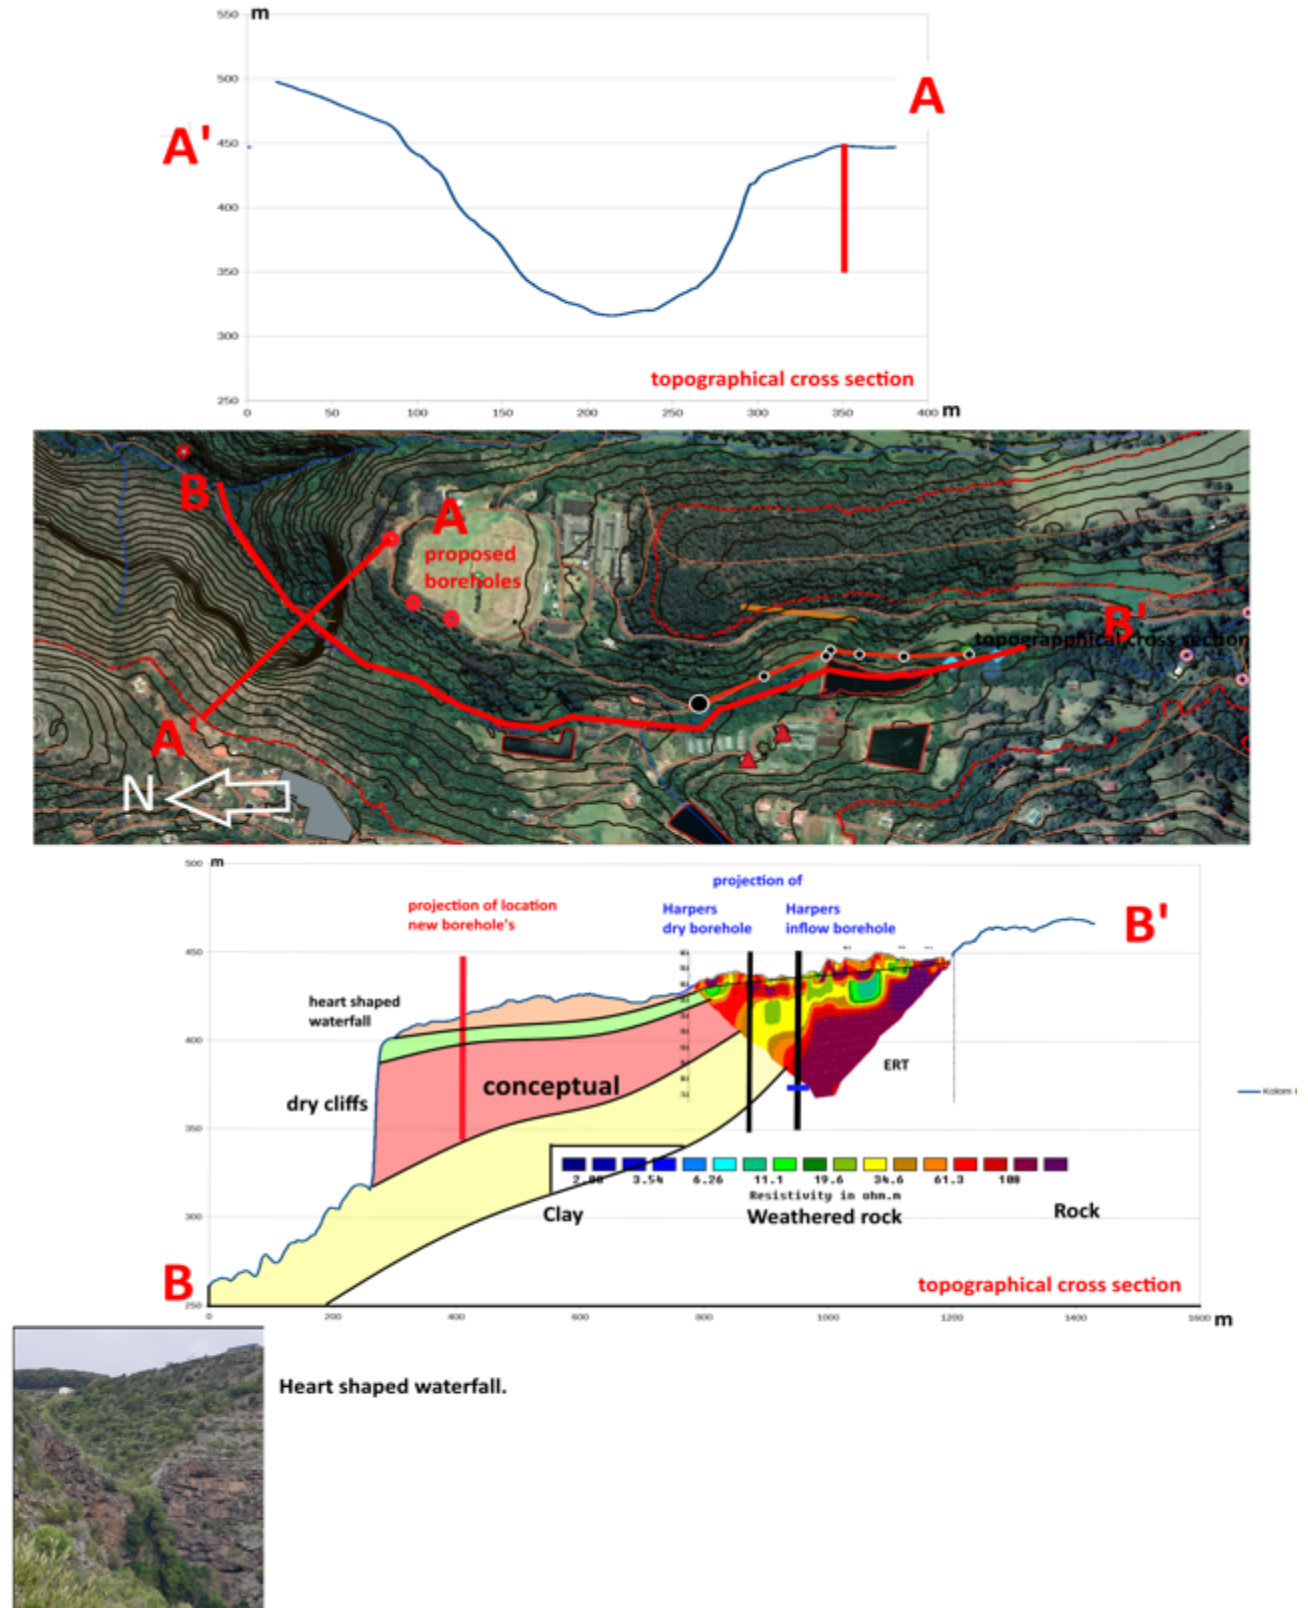 550 m
500
450
400
350
300
250
0 50 100 150 200 250 300 350 400 m
A'
A
topographical cross section
B
A
proposed
boreholes
B'
topograpphical cross section
A'
N
500 m
450
400
350
300
250
0 200 400 600 800 1000 1200 1400 1600 m
projection of
projection of location
new borehole's
Harpers
dry borehole
Harpers
inflow borehole
B'
heart shaped
waterfall
dry cliffs
conceptual
ERT
3.54 6.26 11.1 19.6 34.6 61.3 108
Resistivity in ohm.m
Clay
Weathered rock
Rock
B
topographical cross section
Kolom
Heart shaped waterfall.